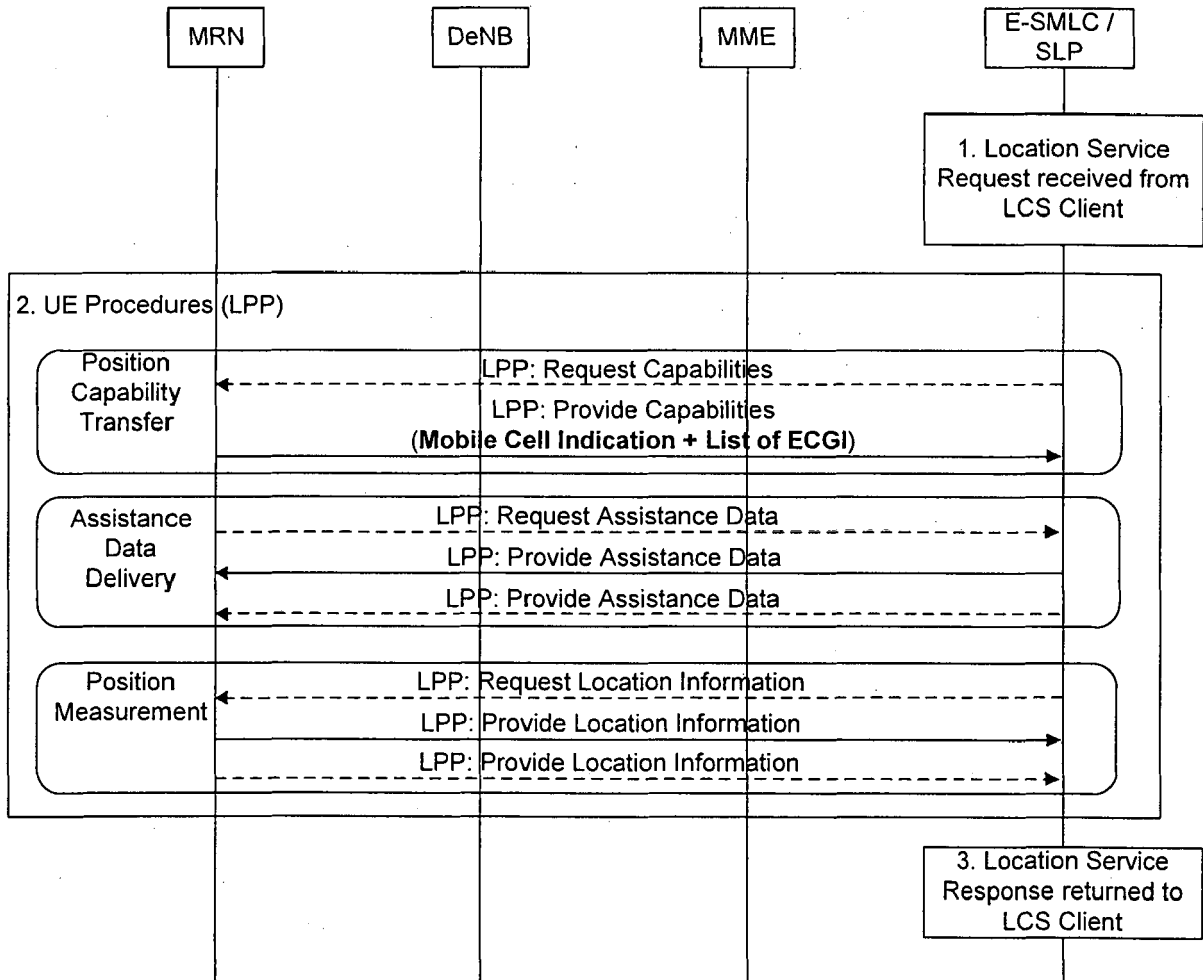 MRN
DeNB
MME
E-SMLC /
SLP
1. Location Service
Request received from
LCS Client
2. UE Procedures (LPP)
Position
Capability
Transfer
LPP: Request Capabilities
LPP: Provide Capabilities
(Mobile Cell Indication + List of ECGI)
Assistance
Data
Delivery
LPP: Request Assistance Data
LPP: Provide Assistance Data
LPP: Provide Assistance Data
Position
Measurement
LPP: Request Location Information
LPP: Provide Location Information
LPP: Provide Location Information
3. Location Service
Response returned to
LCS Client